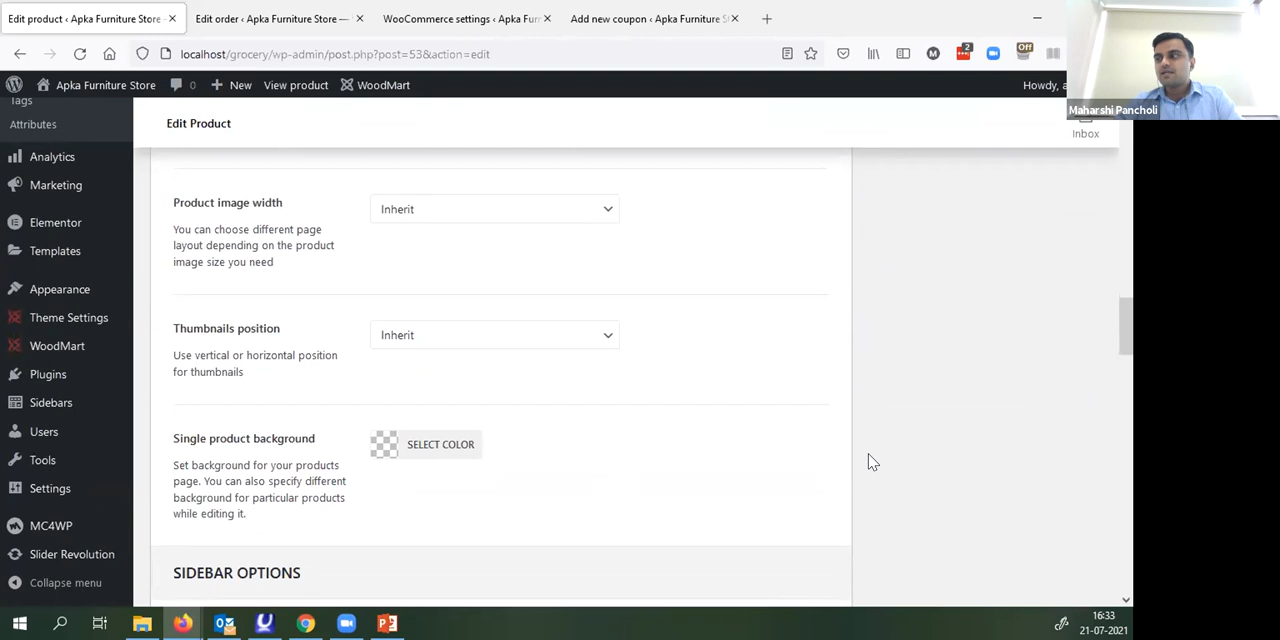 Edit product ‹ Apka Furniture Store -
Edit order ‹ Apka Furniture Store —
WooCommerce settings ‹ Apka Fur
Add new coupon ‹ Apka Furniture S
localhost/grocery/wp-admin/post.php?post=53&action=edit
M
2
Off
Apka Furniture Store
0
New
View product
WoodMart
Howdy, a
Maharshi Pancholi
Tags
Attributes
Analytics
Marketing
Elementor
Templates
Appearance
Theme Settings
WoodMart
Plugins
Sidebars
Users
Tools
Settings
MC4WP
Slider Revolution
Collapse menu
Edit Product
Inbox
Product image width
Inherit
You can choose different page
layout depending on the product
image size you need
Thumbnails position
Inherit
Use vertical or horizontal position
for thumbnails
Single product background
SELECT COLOR
Set background for your products
page. You can also specify different
background for particular products
while editing it.
SIDEBAR OPTIONS
16:33
21-07-2021